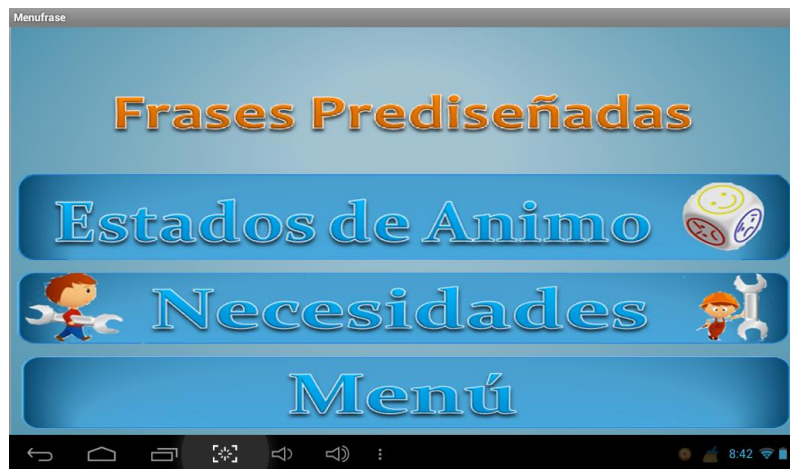 Menufrase
Frases Prediseñadas
Estados de Animo
Necesidades
Menú
8:42